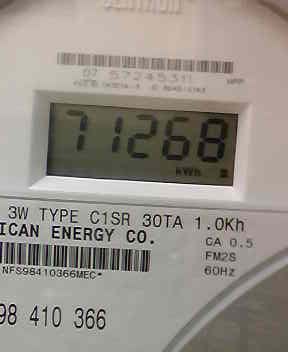 07 57245311
71268
kWh
3W TYPE C1SR 30TA 1.0Kh
ICAN ENERGY CO.
CA 0.5
FM2S
60Hz
NFS98410366MEC*
98 410 366